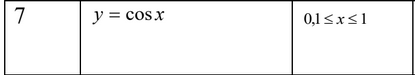 7 y = cos x 0,1 ≤ x ≤ 1